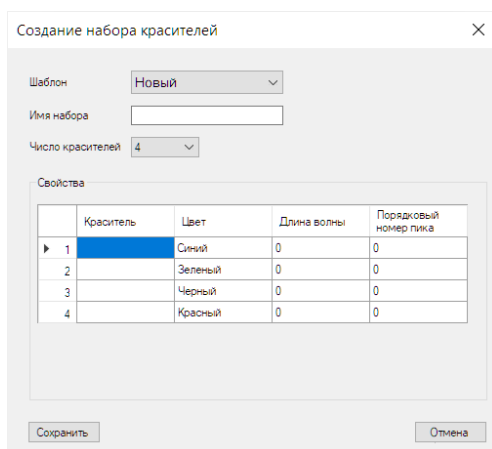 Создание набора красителей
Шаблон Новый
Имя набора
Число красителей 4
Свойства
Краситель Цвет Длина волны Порядковый номер пика
1 Синий 0 0
2 Зеленый 0 0
3 Черный 0 0
4 Красный 0 0
Сохранить Отмена